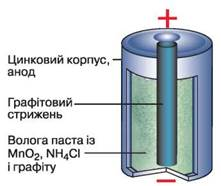 +
Цинковий корпус,
анод
Графітовий
стрижень
Волога паста із
MnO₂, NH₄Cl
і графіту
−